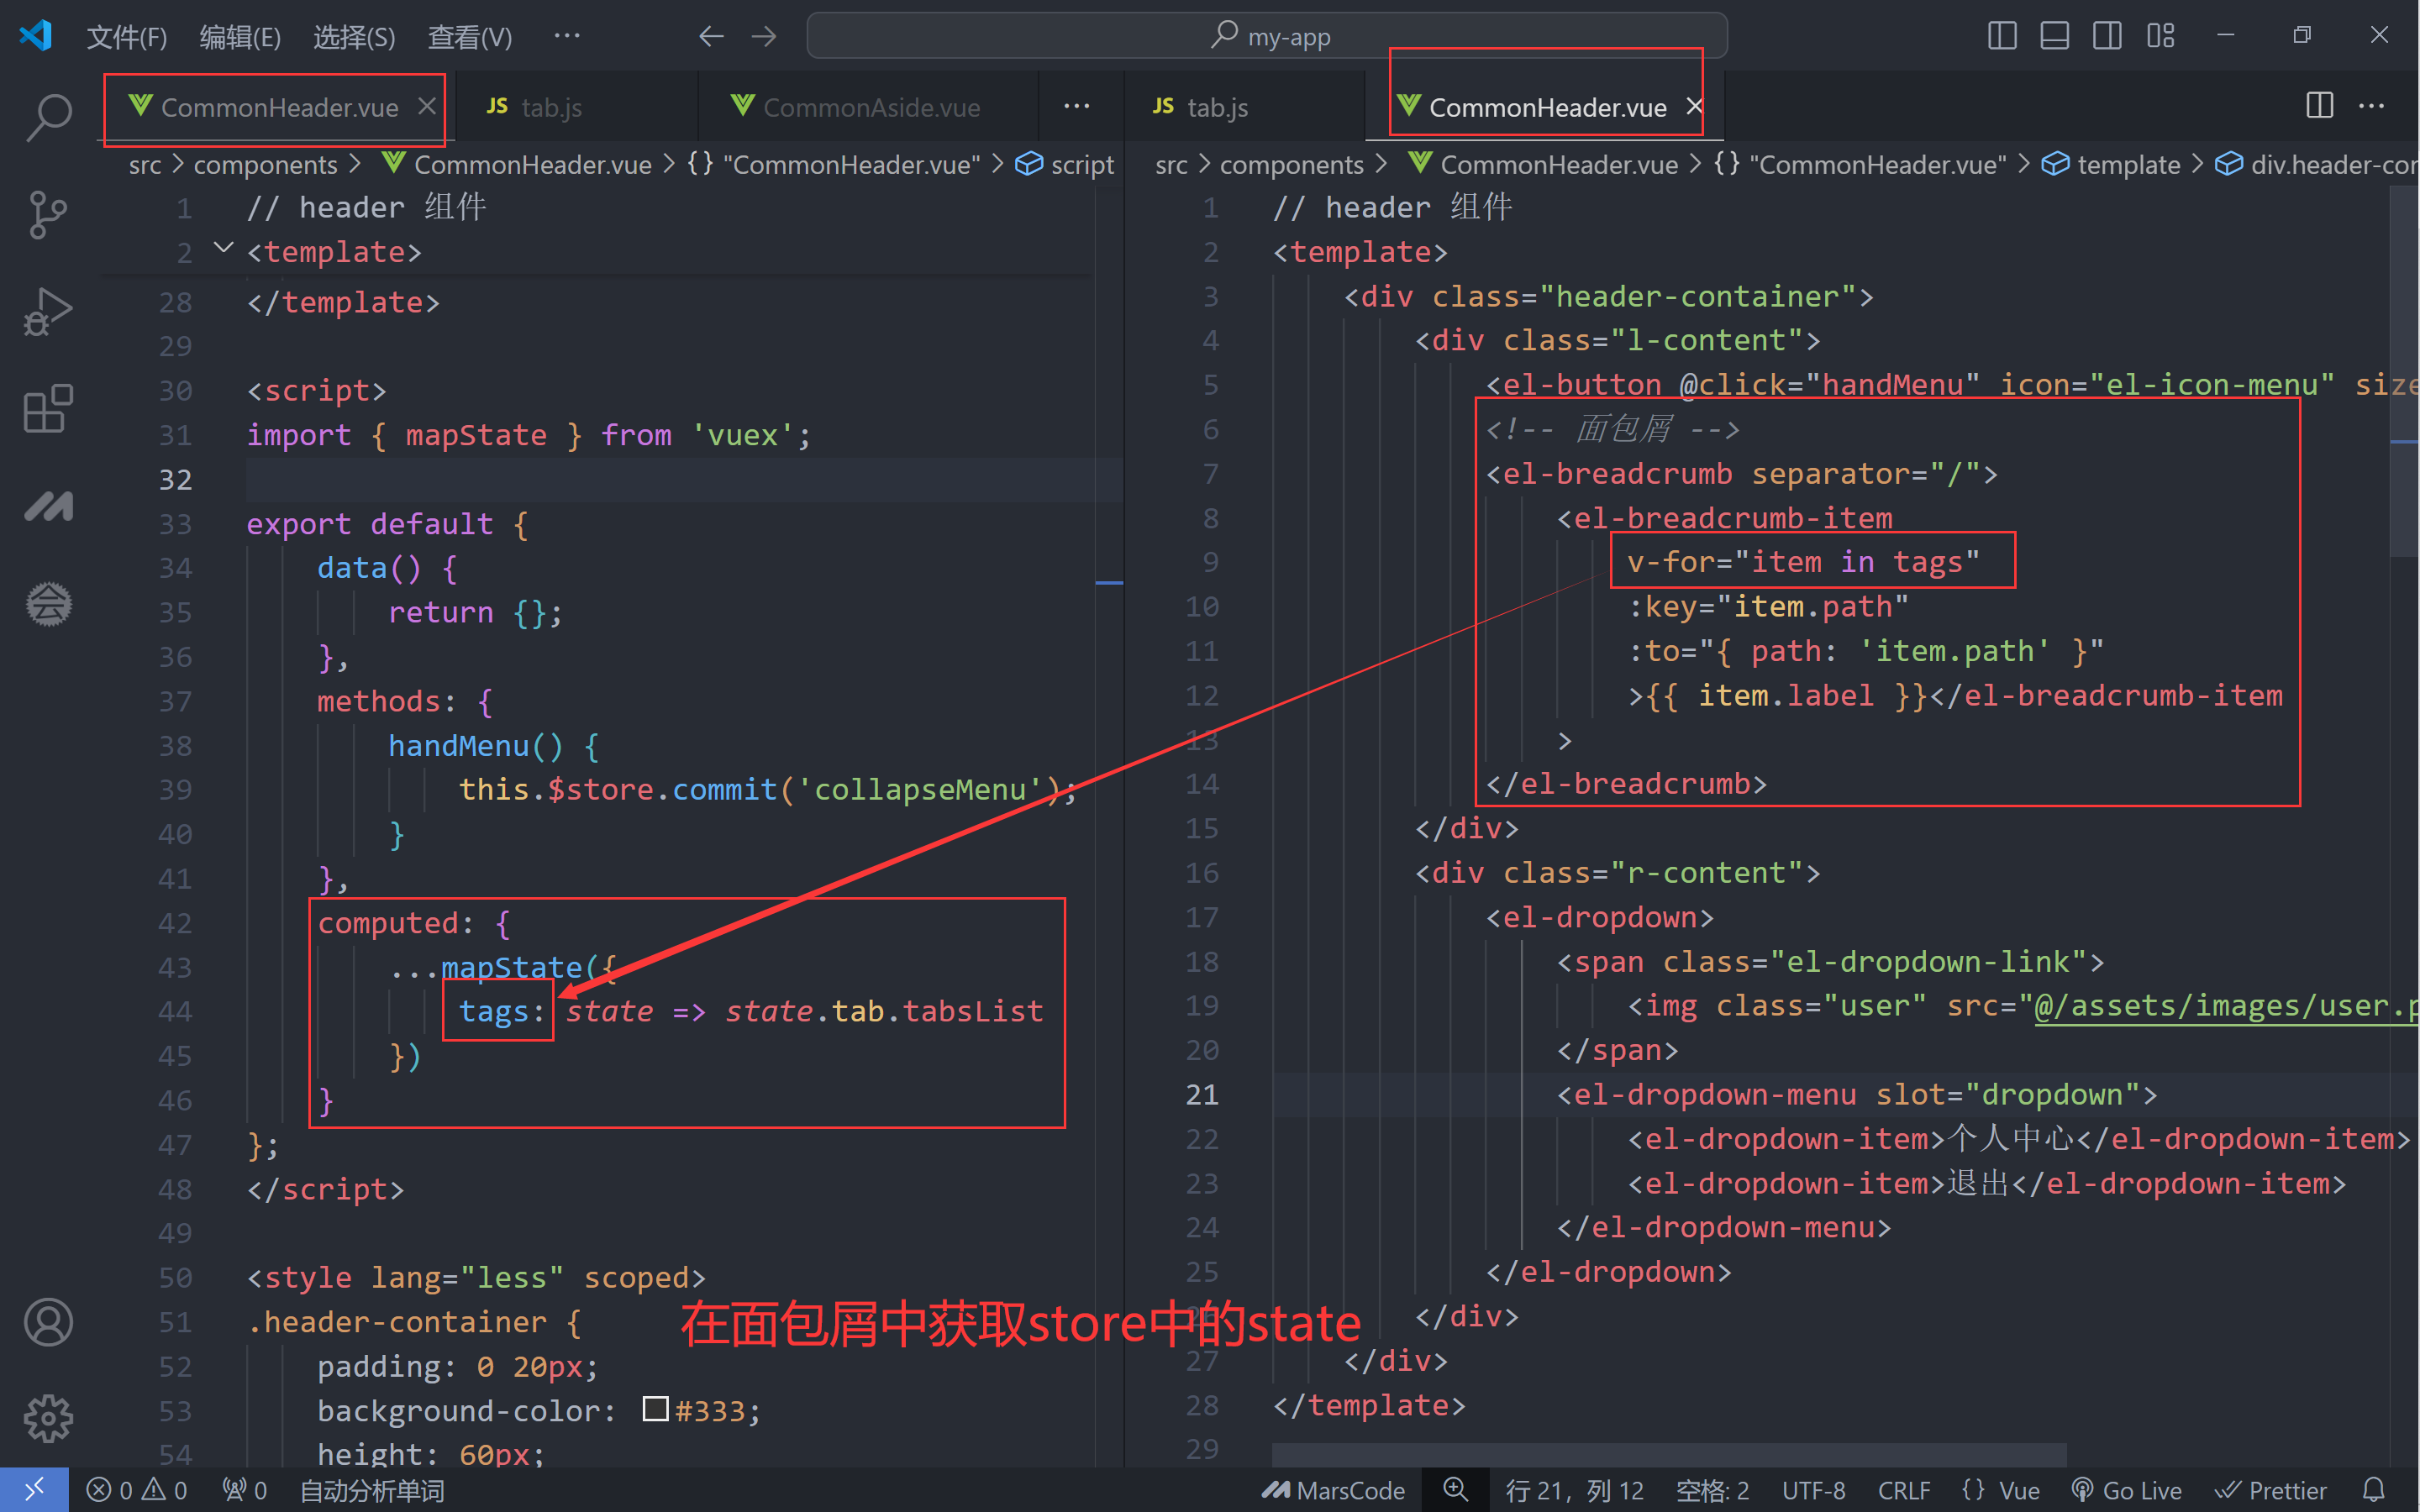 文件(F) 编辑(E) 选择(S) 查看(V) ··· my-app
CommonHeader.vue JS tab.js CommonAside.vue ···
src > components > CommonHeader.vue > {} "CommonHeader.vue" > script
1 // header 组件
2 <template>
28 </template>
29
30 <script>
31 import { mapState } from 'vuex';
32
33 export default {
34 data() {
35 return {};
36 },
37 methods: {
38 handMenu() {
39 this.$store.commit('collapseMenu');
40 }
41 },
42 computed: {
43 ...mapState({
44 tags: state => state.tab.tabsList
45 })
46 }
47 };
48 </script>
49
50 <style lang="less" scoped>
51 .header-container {
52 padding: 0 20px;
53 background-color: #333;
54 height: 60px;
JS tab.js CommonHeader.vue ···
src > components > CommonHeader.vue > {} "CommonHeader.vue" > template > div.header-cor
1 // header 组件
2 <template>
3 <div class="header-container">
4 <div class="l-content">
5 <el-button @click="handMenu" icon="el-icon-menu" size
6 <!-- 面包屑 -->
7 <el-breadcrumb separator="/">
8 <el-breadcrumb-item
9 v-for="item in tags"
10 :key="item.path"
11 :to="{ path: 'item.path' }"
12 >{{ item.label }}</el-breadcrumb-item
13 >
14 </el-breadcrumb>
15 </div>
16 <div class="r-content">
17 <el-dropdown>
18 <span class="el-dropdown-link">
19 <img class="user" src="@/assets/images/user.p
20 </span>
21 <el-dropdown-menu slot="dropdown">
22 <el-dropdown-item>个人中心</el-dropdown-item>
23 <el-dropdown-item>退出</el-dropdown-item>
24 </el-dropdown-menu>
25 </el-dropdown>
26 </div>
27 </div>
28 </template>
29
在面包屑中获取store中的state
0 0 0 自动分析单词 MarsCode 行 21，列 12 空格: 2 UTF-8 CRLF {} Vue Go Live Prettier